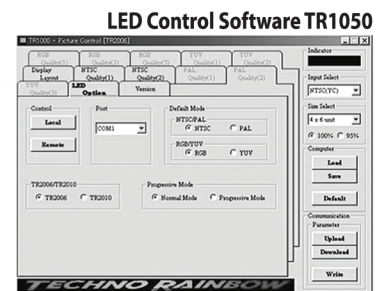 LED Control Software TR1050
TR1000 - Picture Control [TR2006]
RGB Quality(1)
RGB Quality(2)
RGB Quality(3)
YUV Quality(1)
YUV Quality(2)
Display Layout
NTSC Quality(1)
NTSC Quality(2)
PAL Quality(1)
PAL Quality(2)
YUV Quality(3)
LED Option
Version
Control
Local
Remote
Port
COM1
Default Mode
NTSC/PAL
NTSC
PAL
RGB/YUV
RGB
YUV
TR2006/TR2010
TR2006
TR2010
Progressive Mode
Normal Mode
Progressive Mode
TECHNO RAINBOW
Indicator
Input Select
NTSC(YC)
Size Select
4 x 6 unit
100%
95%
Computer
Load
Save
Default
Communication
Parameter
Upload
Download
Write